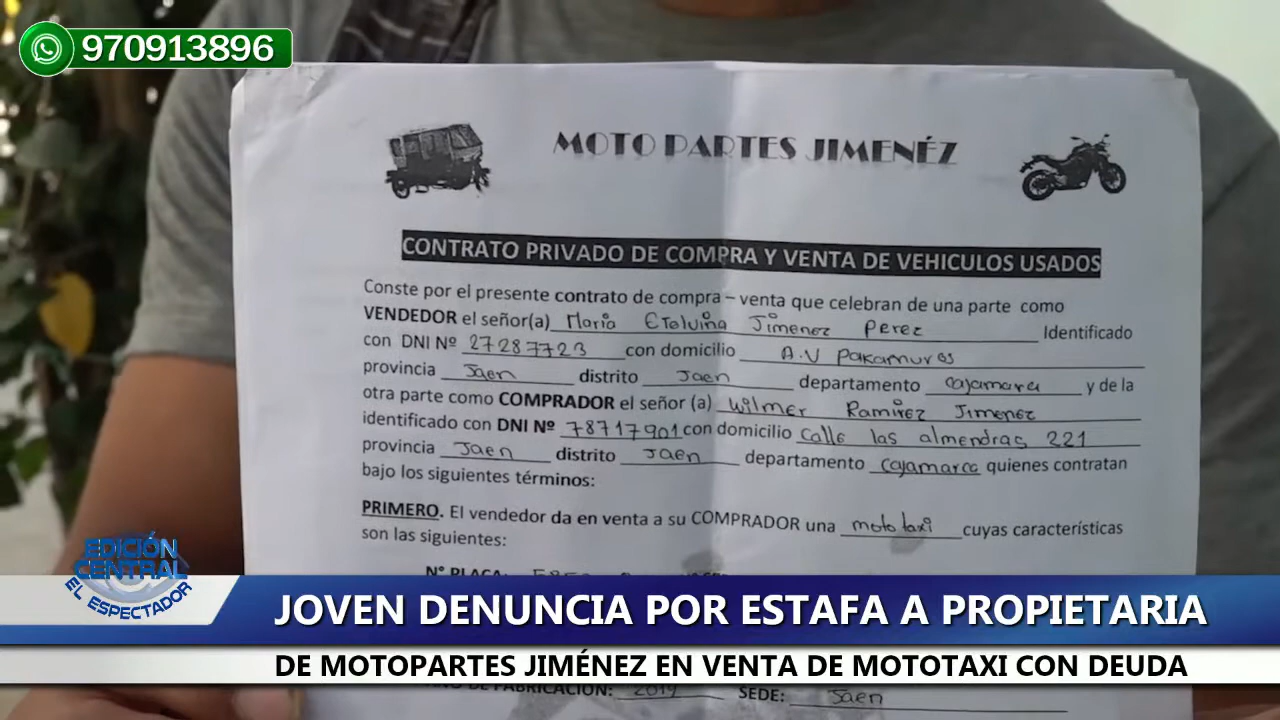 970913896
MOTO PARTES JIMENÉZ
CONTRATO PRIVADO DE COMPRA Y VENTA DE VEHICULOS USADOS
Conste por el presente contrato de compra – venta que celebran de una parte como
VENDEDOR el señor(a) Maria Etalvina Jimenez Perez Identificado
con DNI Nº 27287723 con domicilio A.V Pakamuros
provincia Jaen distrito Jaen departamento cajamarca y de la
otra parte como COMPRADOR el señor (a) Wilmer Ramirez Jimenez
identificado con DNI Nº 78717901 con domicilio calle las almendras 221
provincia Jaen distrito Jaen departamento cajamarca quienes contratan
bajo los siguientes términos:
PRIMERO. El vendedor da en venta a su COMPRADOR una mototaxi cuyas características
son las siguientes:
Nº PLACA:
EDICIÓN
CENTRAL
EL ESPECTADOR
JOVEN DENUNCIA POR ESTAFA A PROPIETARIA
DE MOTOPARTES JIMÉNEZ EN VENTA DE MOTOTAXI CON DEUDA
DE FABRICACIÓN: 2019 SEDE: Jaen